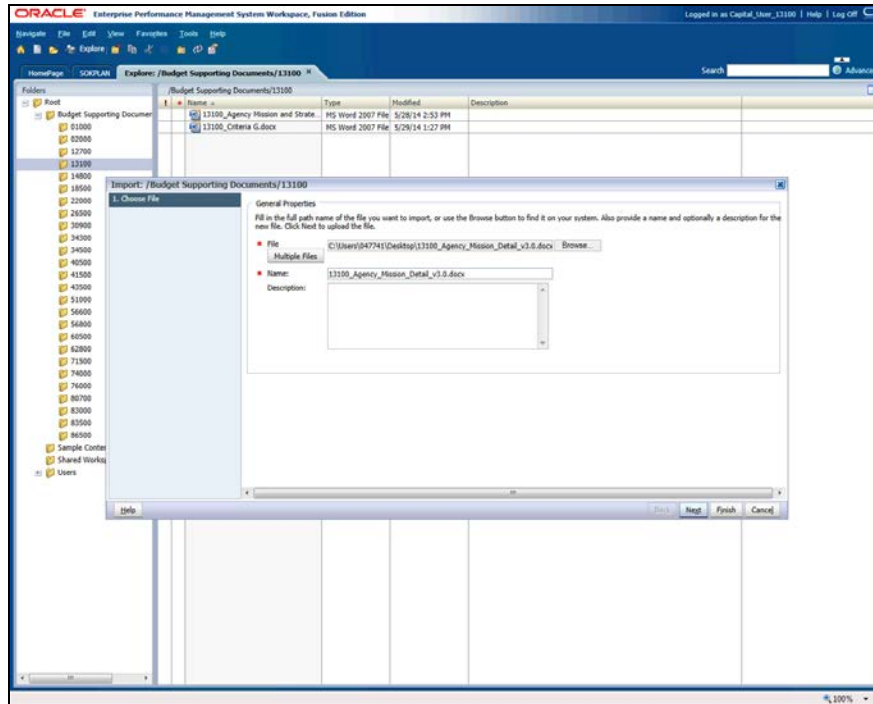 ORACLE Enterprise Performance Management System Workspace, Fusion Edition
Logged in as Capital_User_13100 | Help | Log Off
Navigate File Edit View Favorites Tools Help
Explore
HomePage SOKPLAN Explore: /Budget Supporting Documents/13100
Search
Advance
Folders
/Budget Supporting Documents/13100
! Name Type Modified Description
Root
Budget Supporting Documer
13100_Agency Mission and Strate... MS Word 2007 File 5/28/14 2:53 PM
13100_Criteria G.docx MS Word 2007 File 5/29/14 1:27 PM
01000
02000
12700
13100
14800
18500
22000
26500
30900
34300
34500
40500
41500
43500
51000
56600
56800
60500
62800
71500
74000
76000
80700
83000
83500
86500
Sample Conter
Shared Worksp
Users
Import: /Budget Supporting Documents/13100
1. Choose File
General Properties
Fill in the full path name of the file you want to import, or use the Browse button to find it on your system. Also provide a name and optionally a description for the
new file. Click Next to upload the file.
File C:\Users\047741\Desktop\13100_Agency_Mission_Detail_v3.0.docx Browse...
Multiple Files
Name: 13100_Agency_Mission_Detail_v3.0.docx
Description:
Help Back Next Finish Cancel
100%